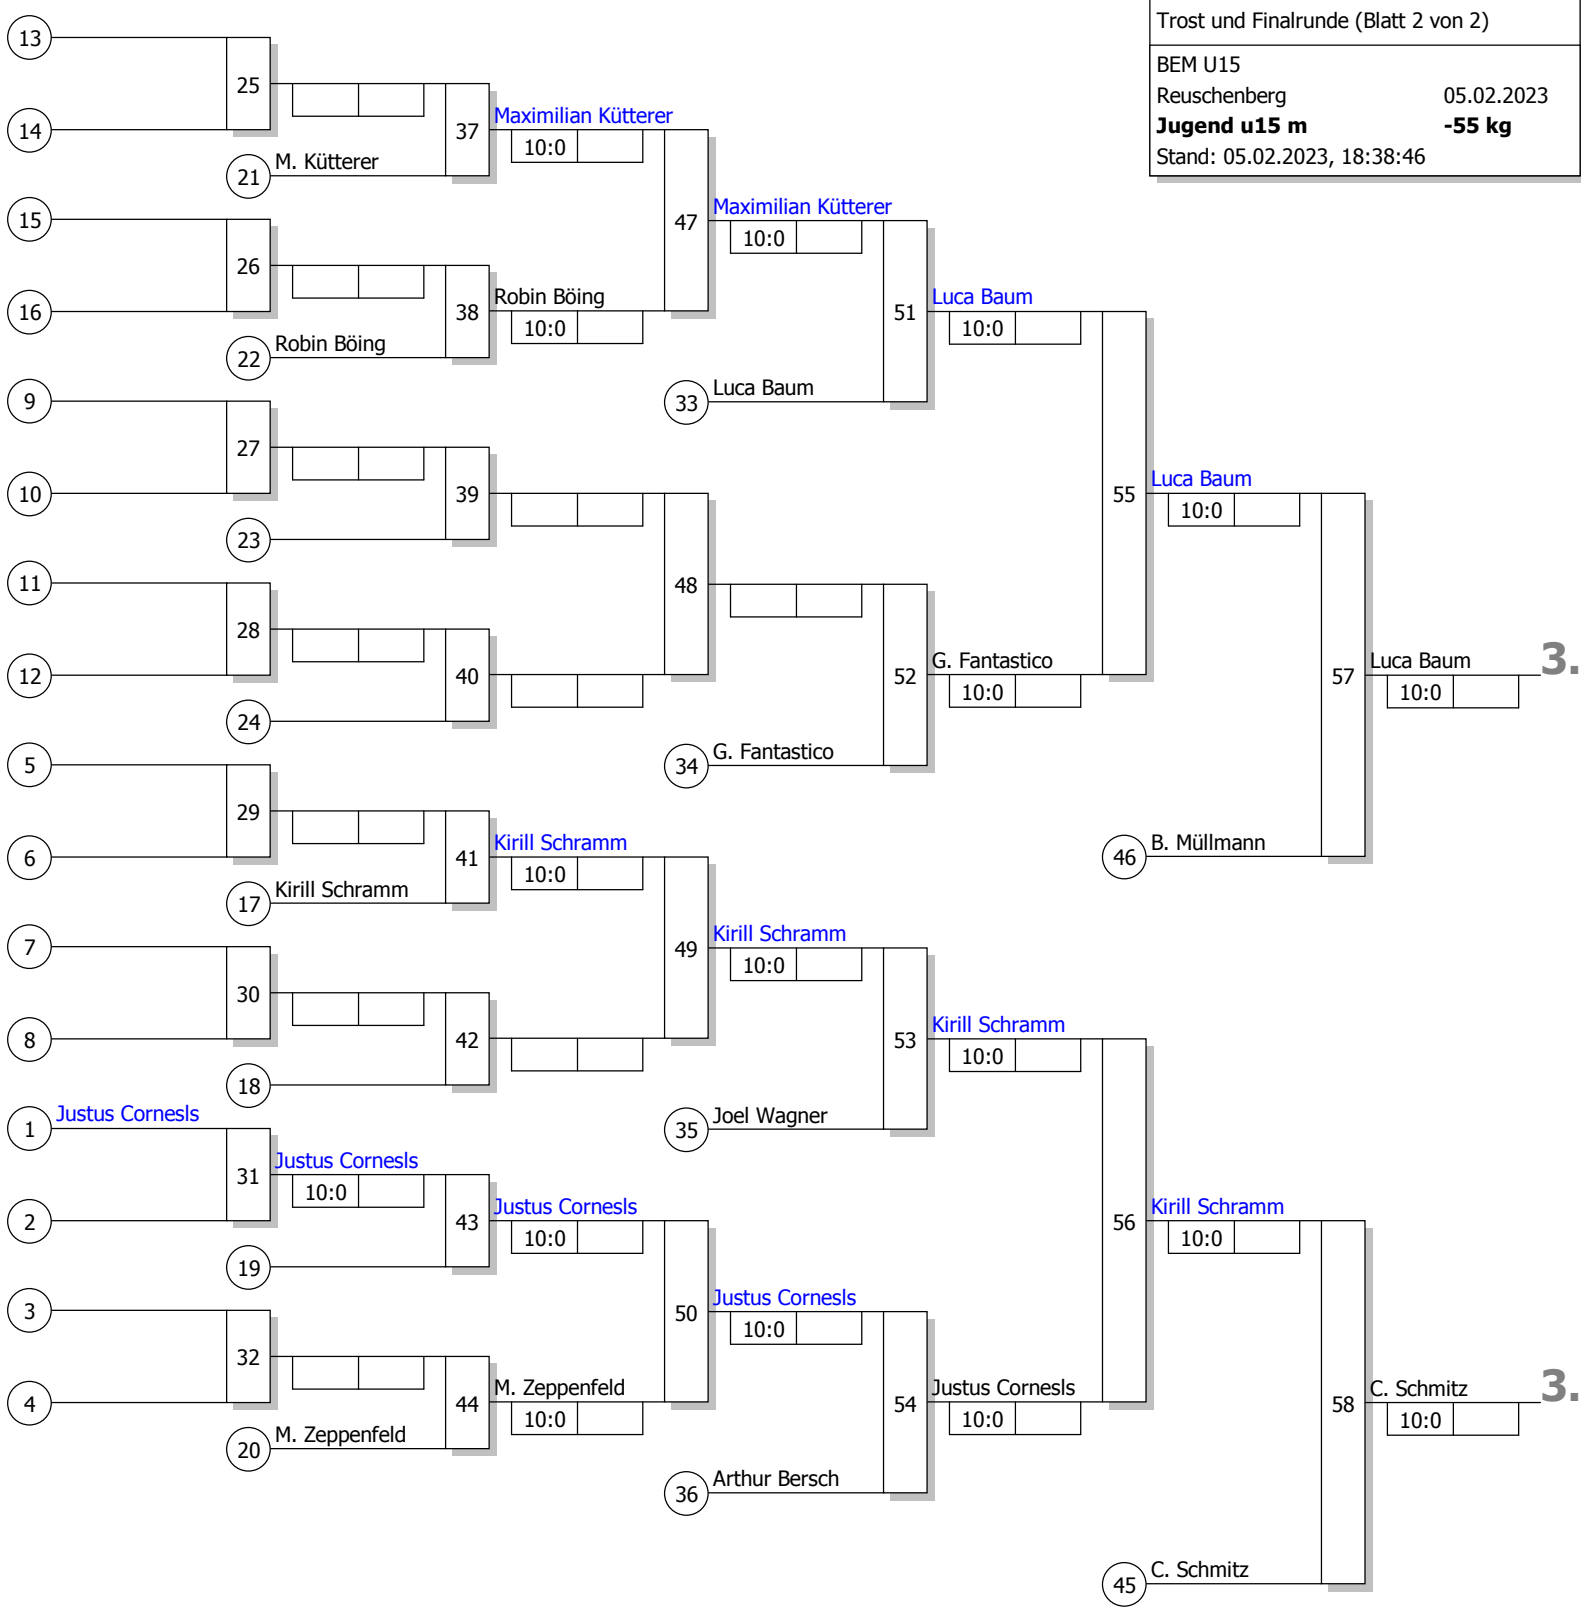 Trost und Finalrunde (Blatt 2 von 2)
BEM U15
Reuschenberg 05.02.2023
Jugend u15 m -55 kg
Stand: 05.02.2023, 18:38:46
13
25
14
37
Maximilian Kütterer
10:0
21 M. Kütterer
15
47
Maximilian Kütterer
10:0
26
16
38
Robin Böing
10:0
22 Robin Böing
51
Luca Baum
10:0
9
33 Luca Baum
27
10
39
23
55
Luca Baum
10:0
11
48
28
12
40
24
52
G. Fantastico
10:0
57
Luca Baum
10:0
3.
5
34 G. Fantastico
29
6
41
Kirill Schramm
10:0
46 B. Müllmann
17 Kirill Schramm
7
49
Kirill Schramm
10:0
30
8
42
18
53
Kirill Schramm
10:0
1 Justus Cornesls
35 Joel Wagner
31
Justus Cornesls
10:0
2
43
Justus Cornesls
10:0
19
56
Kirill Schramm
10:0
3
50
Justus Cornesls
10:0
32
4
44
M. Zeppenfeld
10:0
20 M. Zeppenfeld
54
Justus Cornesls
10:0
58
C. Schmitz
10:0
3.
36 Arthur Bersch
45 C. Schmitz